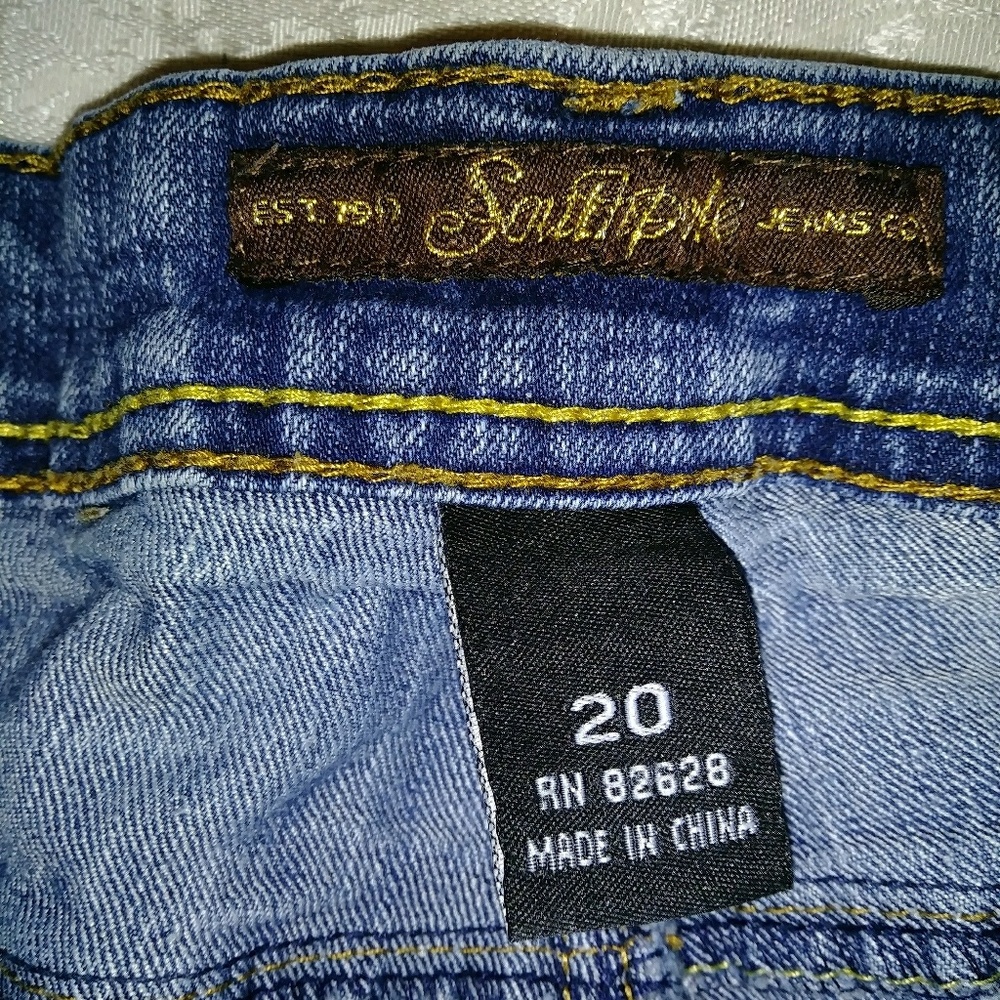 EST. 1991 Southpole JEANS CO.
20
RN 82628
MADE IN CHINA